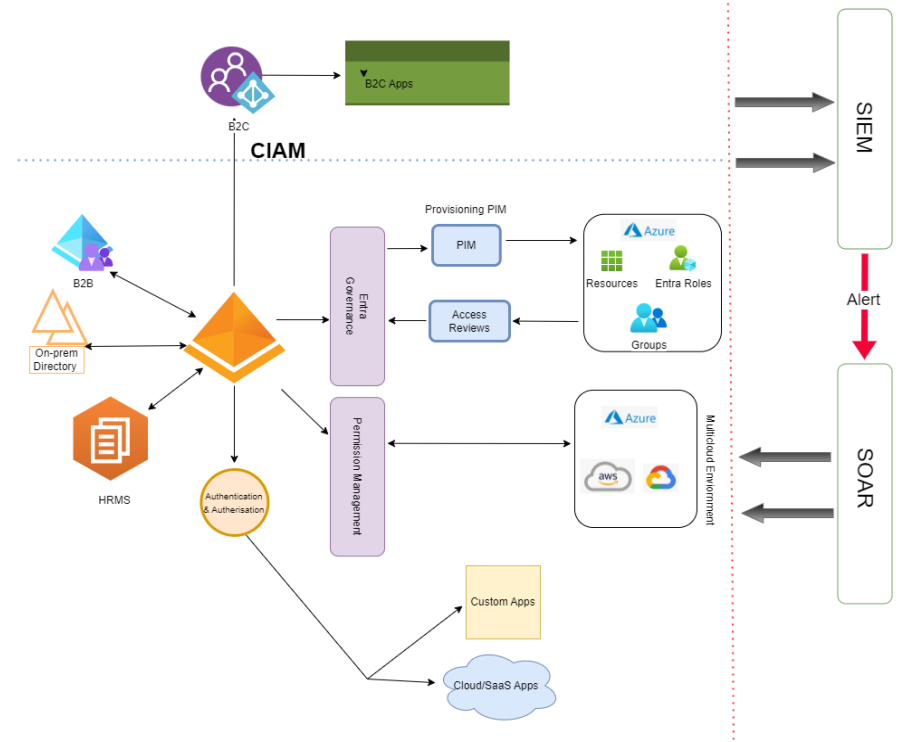 B2C Apps
B2C
CIAM
SIEM
Provisioning PIM
PIM
Azure
Resources
Entra Roles
Groups
Access
Reviews
Entra
Governance
B2B
On-prem
Directory
HRMS
Alert
Permission Management
Azure
aws
Multicloud Enviornment
SOAR
Authentication
& Autherisation
Custom Apps
Cloud/SaaS Apps